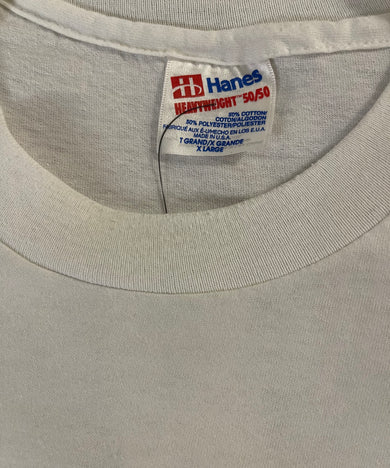 Hanes
HEAVYWEIGHT™ 50/50
50% COTTON/
COTON/ALGODON
50% POLYESTER/POLIESTER
FABRIQUÉ AUX É-U/HECHO EN LOS E.U.A.
MADE IN U.S.A.
T GRAND/X GRANDE
X LARGE